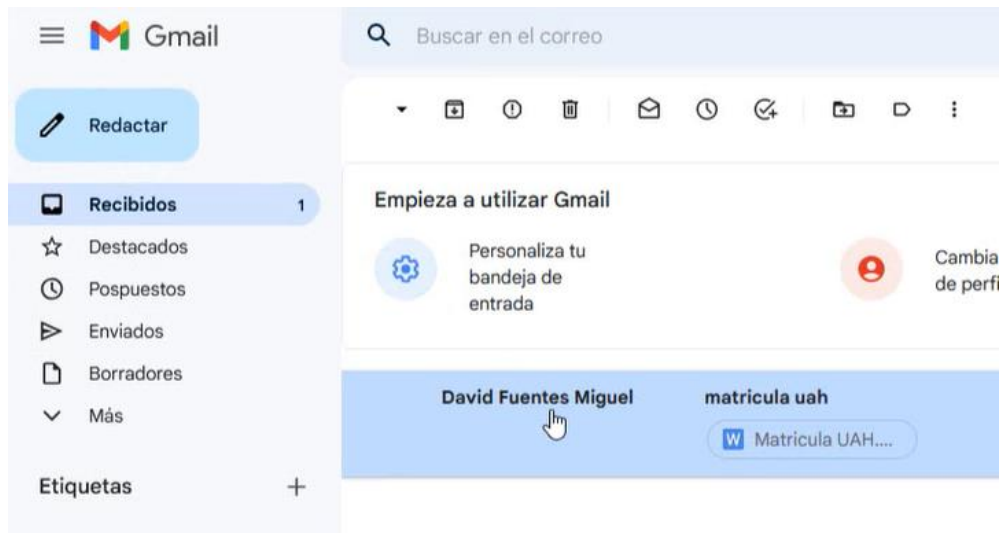 Gmail
Buscar en el correo
Redactar
Recibidos 1
Destacados
Pospuestos
Enviados
Borradores
Más
Etiquetas
Empieza a utilizar Gmail
Personaliza tu
bandeja de
entrada
Cambia
de perfi
David Fuentes Miguel
matricula uah
W Matricula UAH....